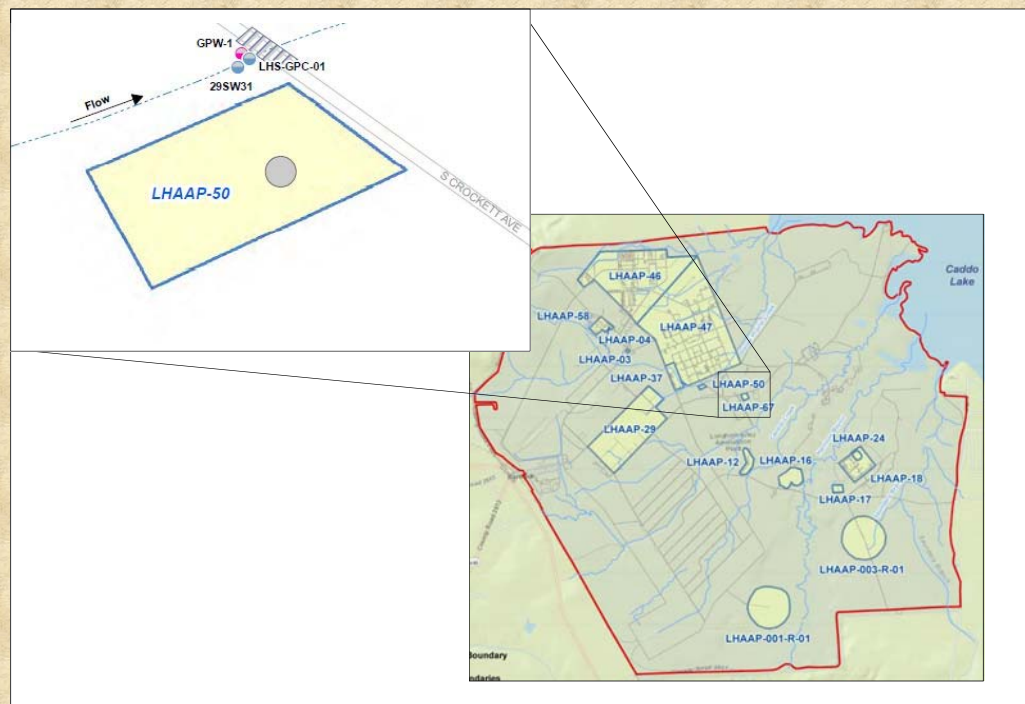 GPW-1
LHS-GPC-01
29SW31
Flow
LHAAP-50
S CROCKETT AVE
Caddo
Lake
LHAAP-46
LHAAP-58
LHAAP-47
LHAAP-04
LHAAP-03
LHAAP-37
LHAAP-50
LHAAP-67
LHAAP-29
LHAAP-24
LHAAP-12
LHAAP-16
LHAAP-18
LHAAP-17
LHAAP-003-R-01
LHAAP-001-R-01
oundary
ndaries